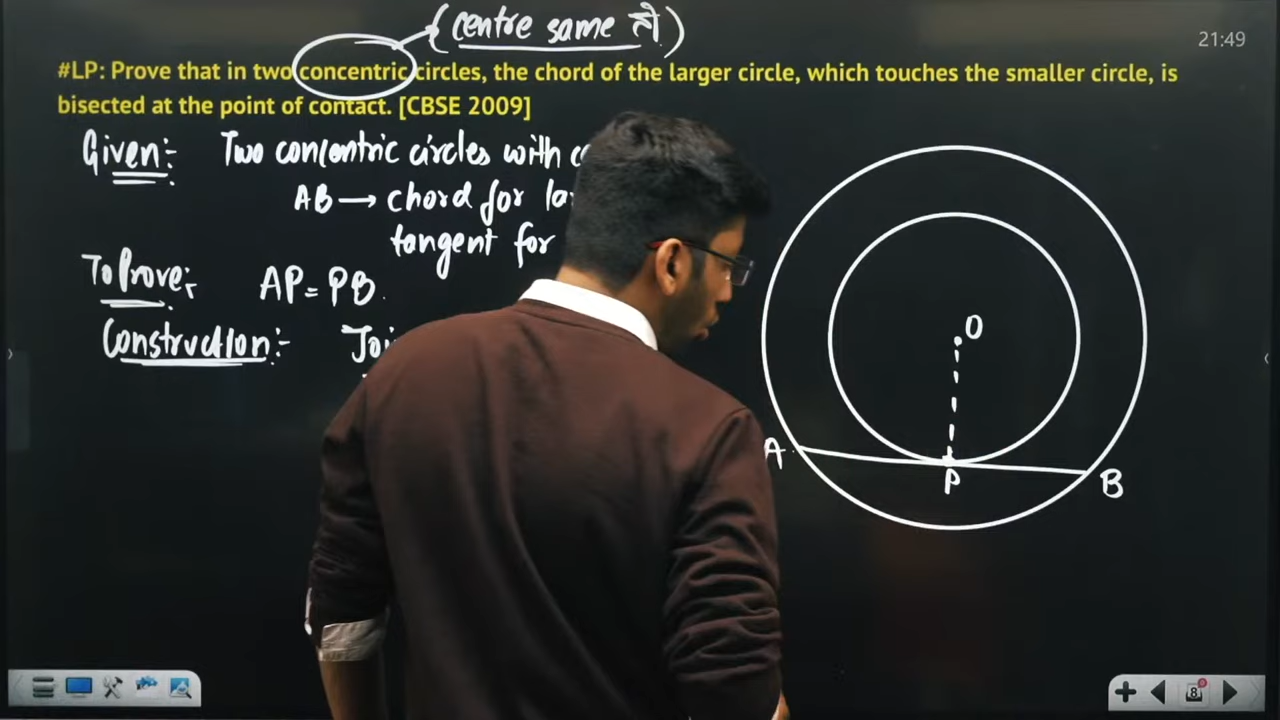 (centre same हो)
21:49
#LP: Prove that in two concentric circles, the chord of the larger circle, which touches the smaller circle, is
bisected at the point of contact. [CBSE 2009]
Given:- Two concentric circles with
AB → chord for
tangent for
To Prove:- AP = PB.
Construction:-
O
A
P
B
8